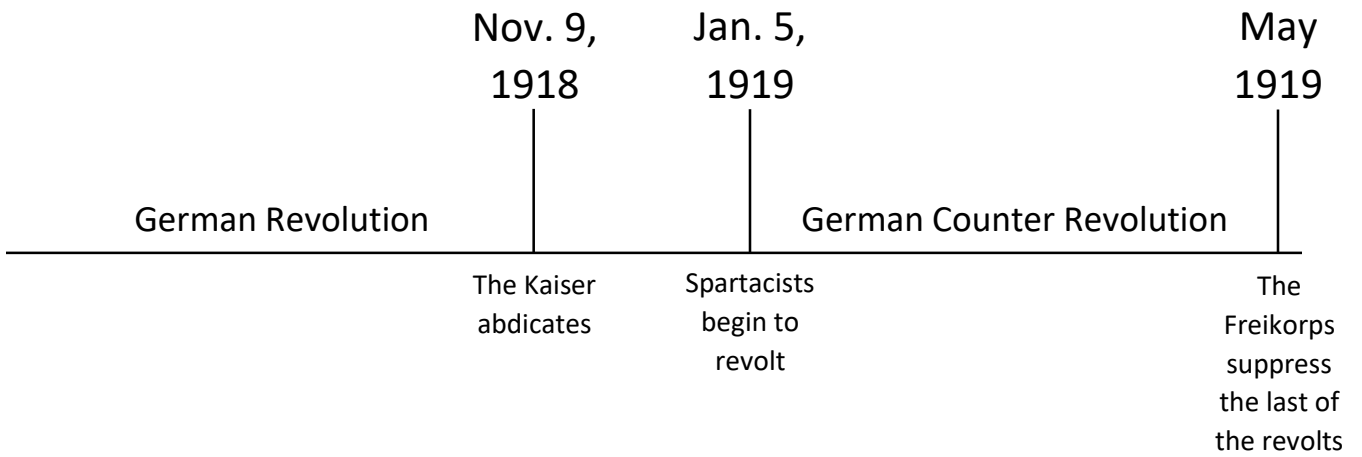 Nov. 9,
1918
Jan. 5,
1919
May
1919
German Revolution
German Counter Revolution
The Kaiser
abdicates
Spartacists
begin to
revolt
The
Freikorps
suppress
the last of
the revolts